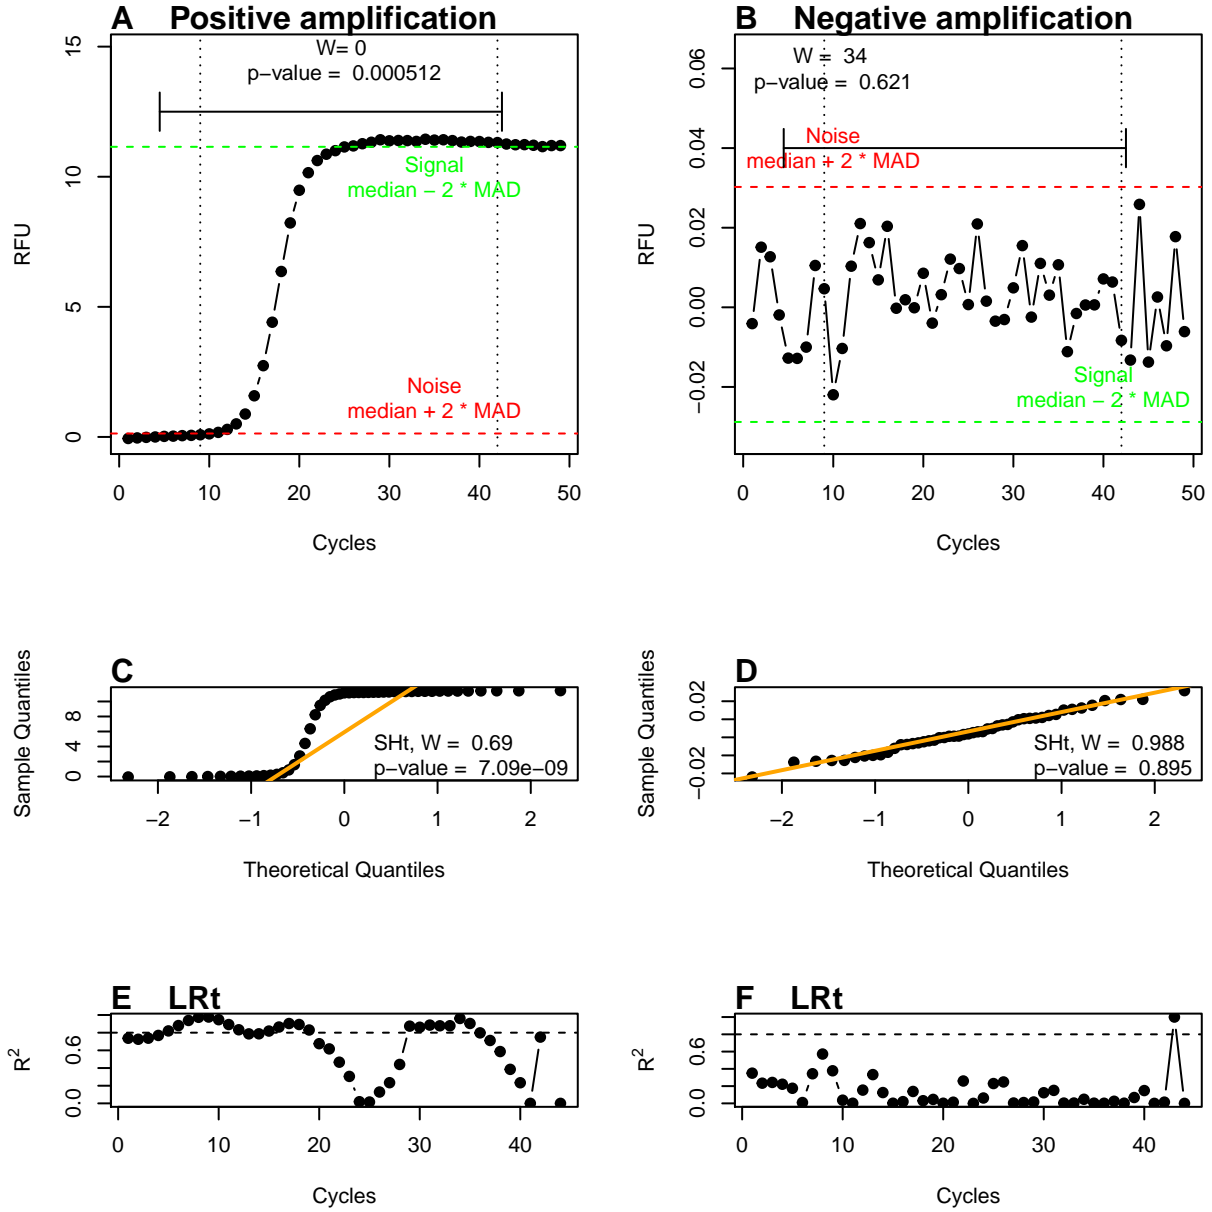 A Positive amplification
W= 0
p−value = 0.000512
15
10
5
0
RFU
Signal
median − 2 * MAD
Noise
median + 2 * MAD
0 10 20 30 40 50
Cycles
B Negative amplification
W = 34
p−value = 0.621
0.06
0.04
0.02
0.00
−0.02
RFU
Noise
median + 2 * MAD
Signal
median − 2 * MAD
0 10 20 30 40 50
Cycles
C
8
4
0
Sample Quantiles
SHt, W = 0.69
p−value = 7.09e−09
−2 −1 0 1 2
Theoretical Quantiles
D
0.02
−0.02
Sample Quantiles
SHt, W = 0.988
p−value = 0.895
−2 −1 0 1 2
Theoretical Quantiles
E LRt
0.6
0.0
R²
0 10 20 30 40
Cycles
F LRt
0.6
0.0
R²
0 10 20 30 40
Cycles